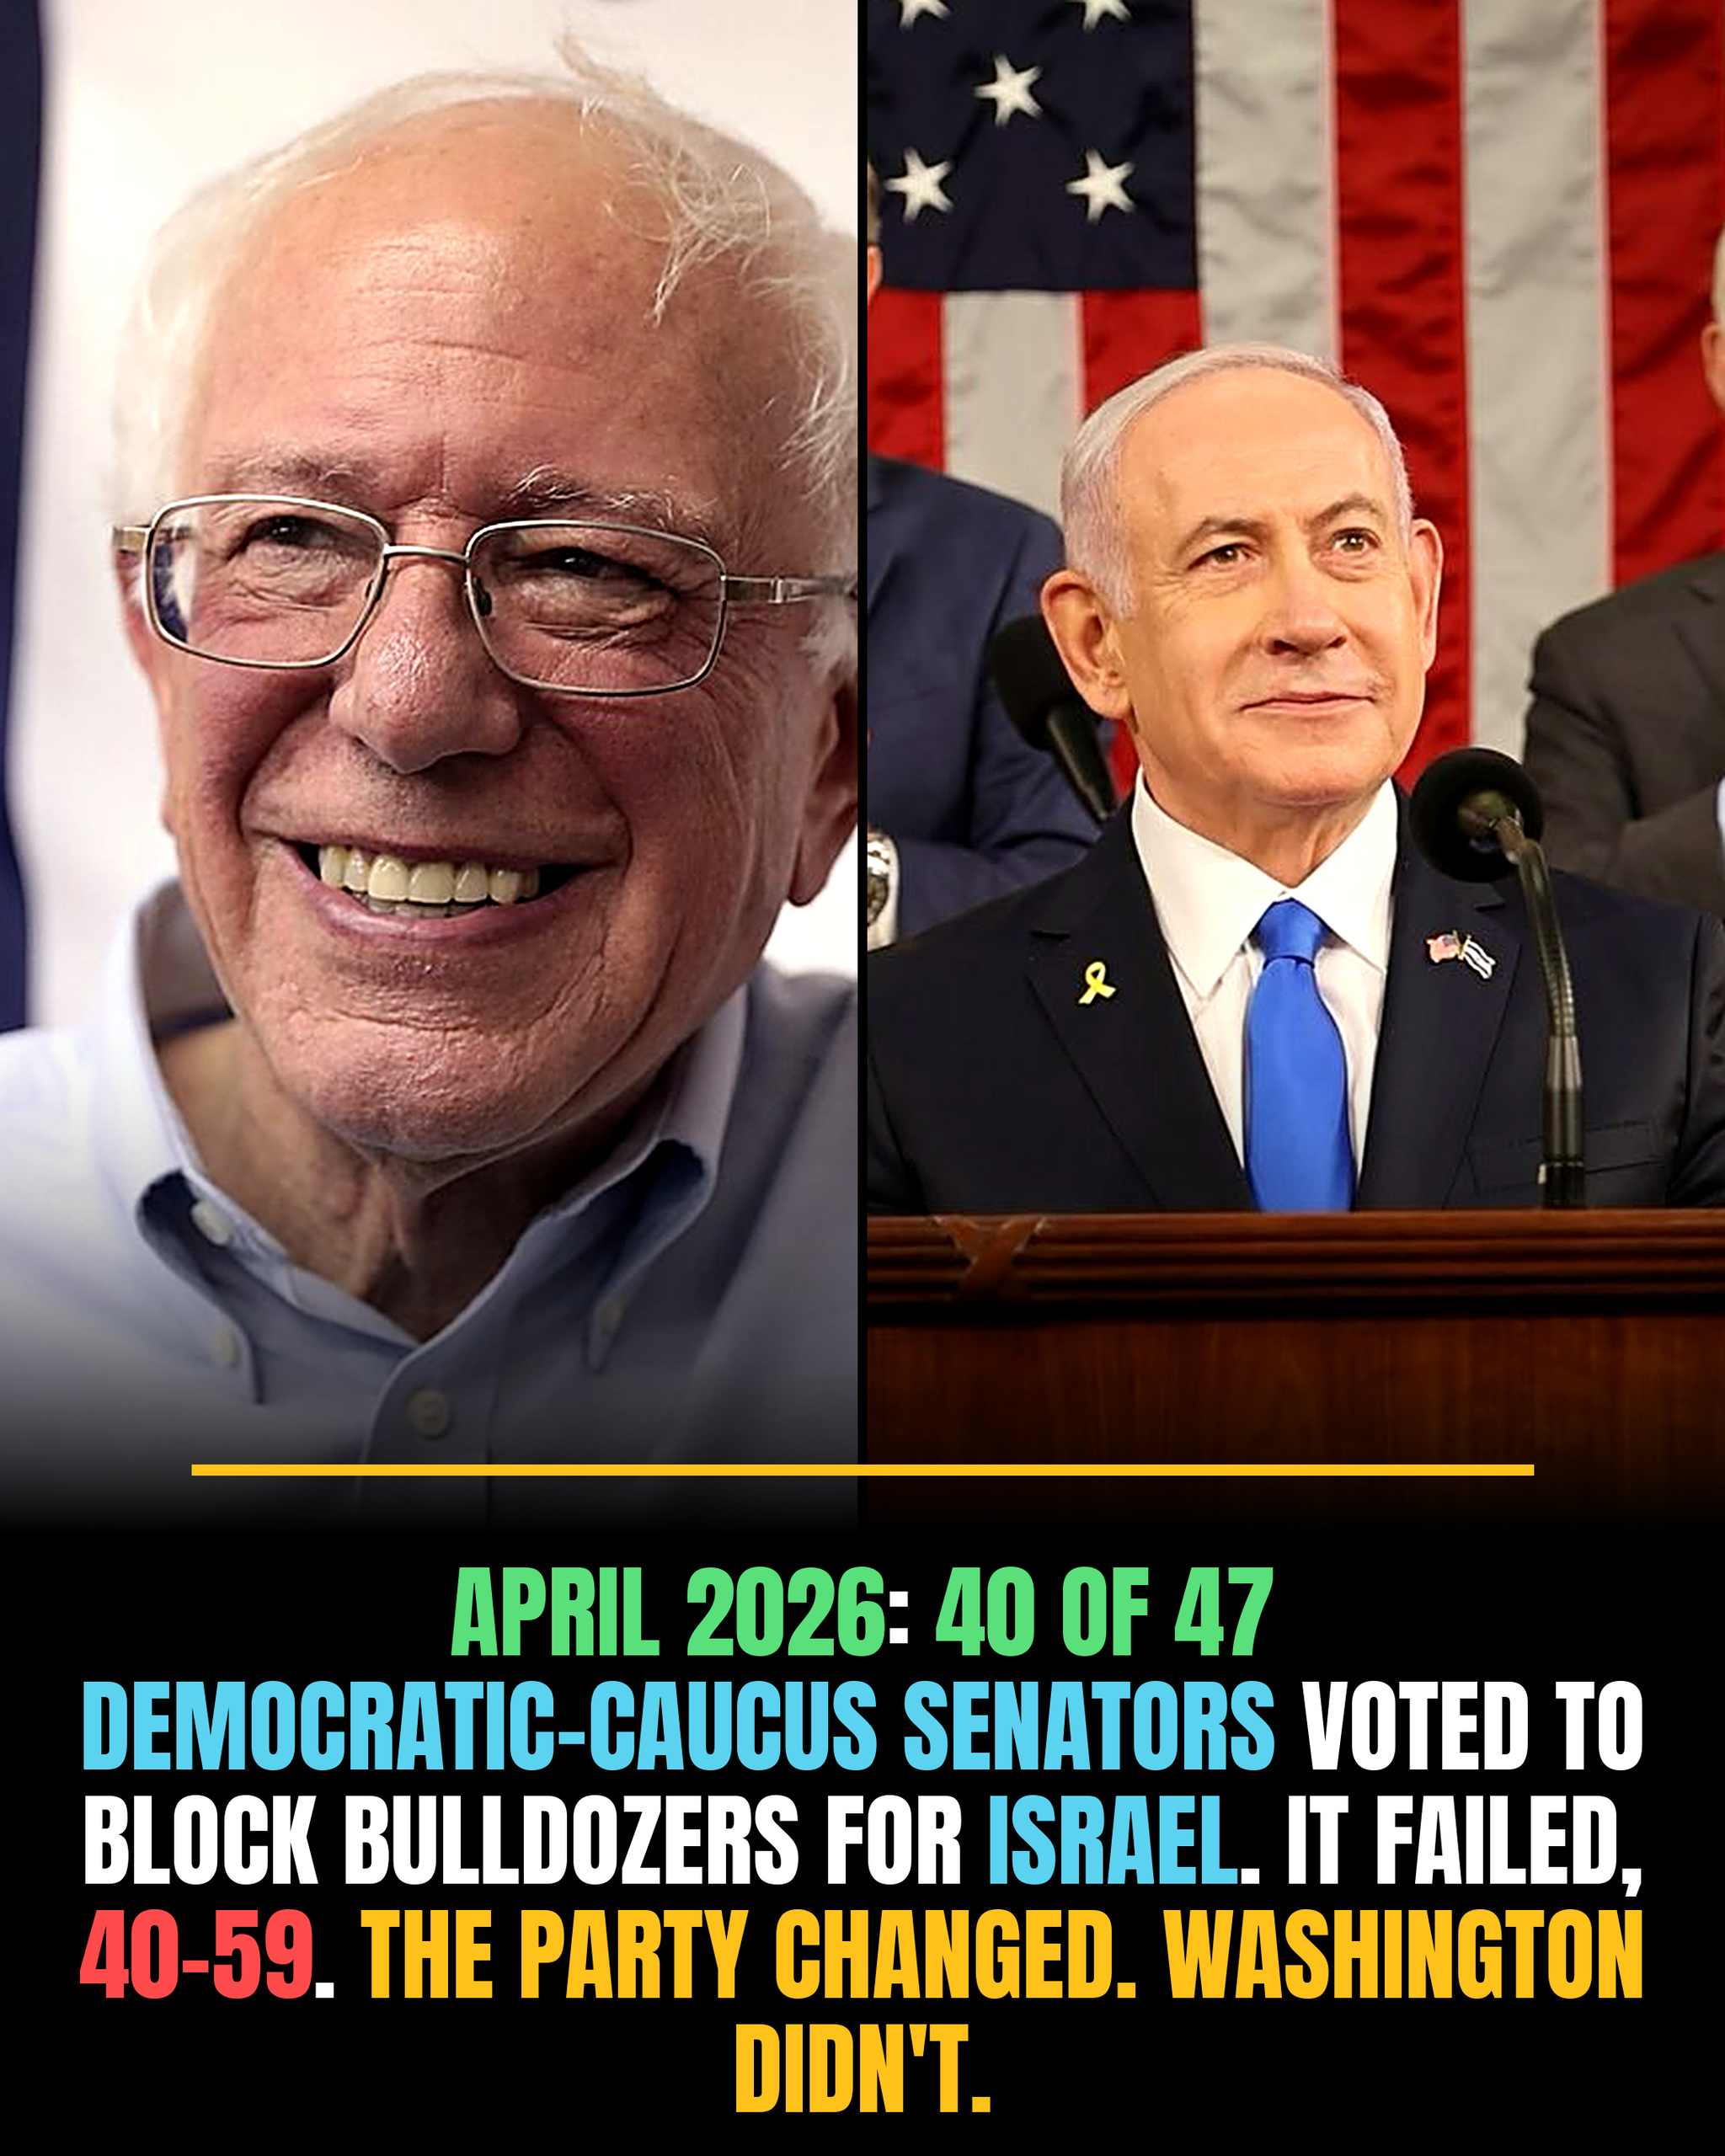 APRIL 2026: 40 OF 47
DEMOCRATIC-CAUCUS SENATORS VOTED TO
BLOCK BULLDOZERS FOR ISRAEL. IT FAILED,
40-59. THE PARTY CHANGED. WASHINGTON
DIDN'T.